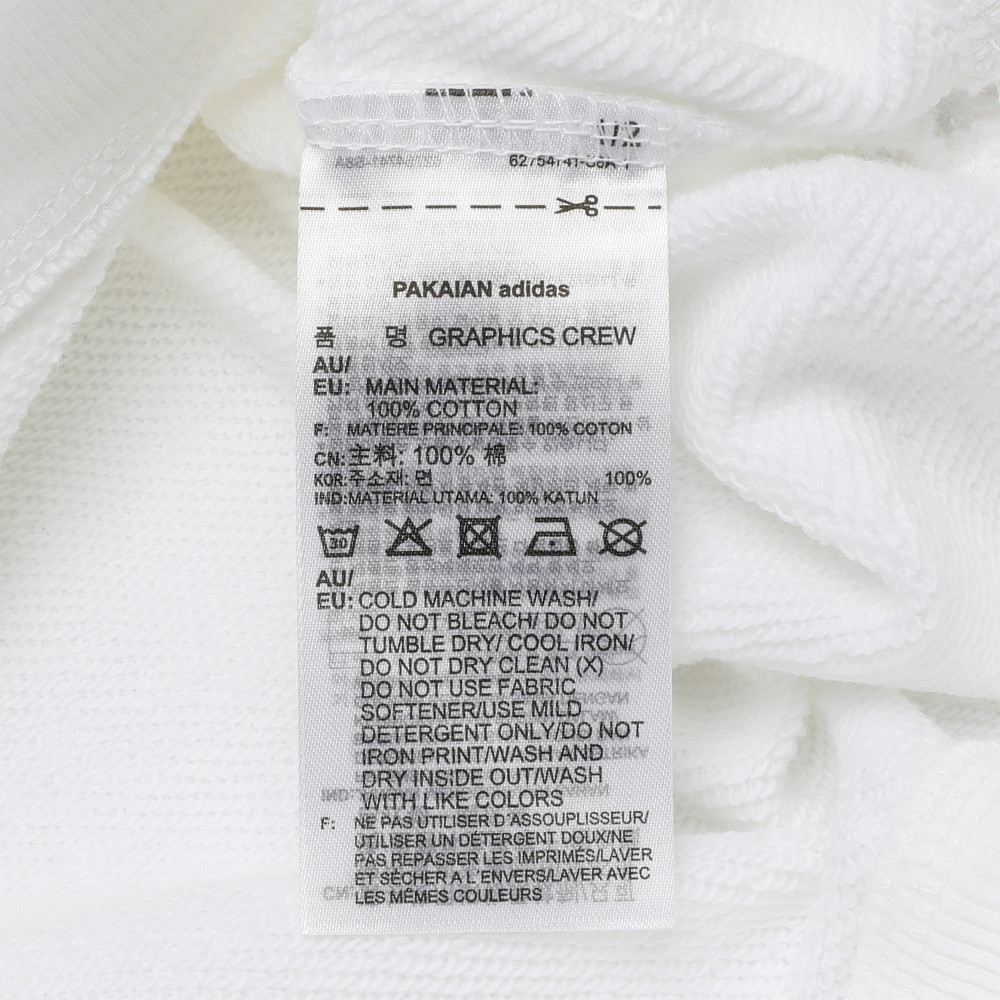 PAKAIAN adidas
품 명 GRAPHICS CREW
AU/
EU: MAIN MATERIAL:
100% COTTON
F: MATIERE PRINCIPALE: 100% COTON
CN:主料: 100% 棉
KOR:주소재: 면 100%
IND:MATERIAL UTAMA: 100% KATUN
30
AU/
EU: COLD MACHINE WASH/
DO NOT BLEACH/ DO NOT
TUMBLE DRY/ COOL IRON/
DO NOT DRY CLEAN (X)
DO NOT USE FABRIC
SOFTENER/USE MILD
DETERGENT ONLY/DO NOT
IRON PRINT/WASH AND
DRY INSIDE OUT/WASH
WITH LIKE COLORS
F: NE PAS UTILISER D'ASSOUPLISSEUR/
UTILISER UN DÉTERGENT DOUX/NE
PAS REPASSER LES IMPRIMÉS/LAVER
ET SÉCHER A L'ENVERS/LAVER AVEC
LES MÊMES COULEURS